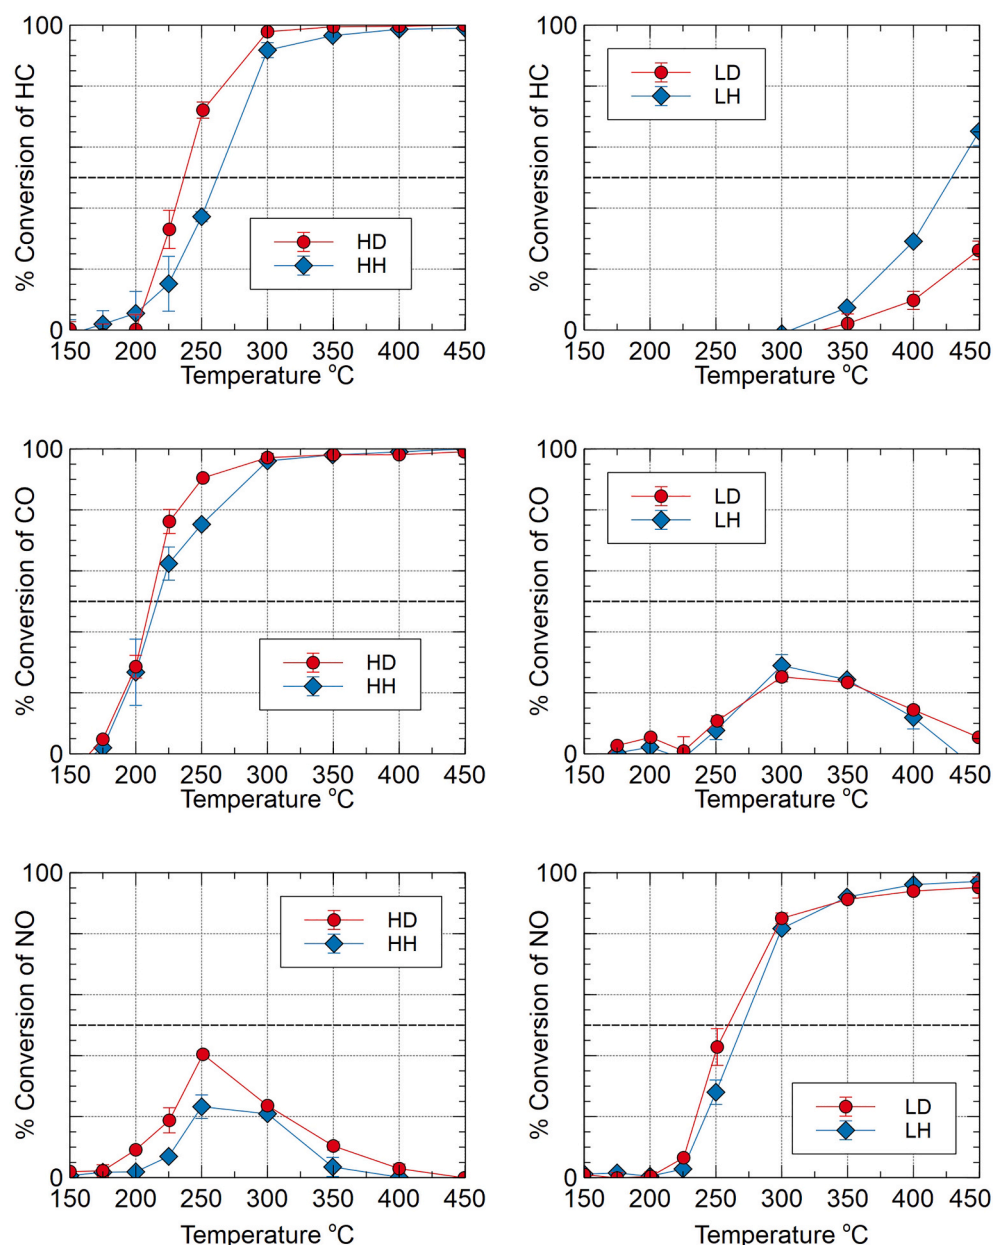 100
% Conversion of HC
HD
HH
0
150 200 250 300 350 400 450
Temperature °C
100
% Conversion of HC
LD
LH
0
150 200 250 300 350 400 450
Temperature °C
100
% Conversion of CO
HD
HH
0
150 200 250 300 350 400 450
Temperature °C
100
% Conversion of CO
LD
LH
0
150 200 250 300 350 400 450
Temperature °C
100
% Conversion of NO
HD
HH
0
150 200 250 300 350 400 450
Temperature °C
100
% Conversion of NO
LD
LH
0
150 200 250 300 350 400 450
Temperature °C